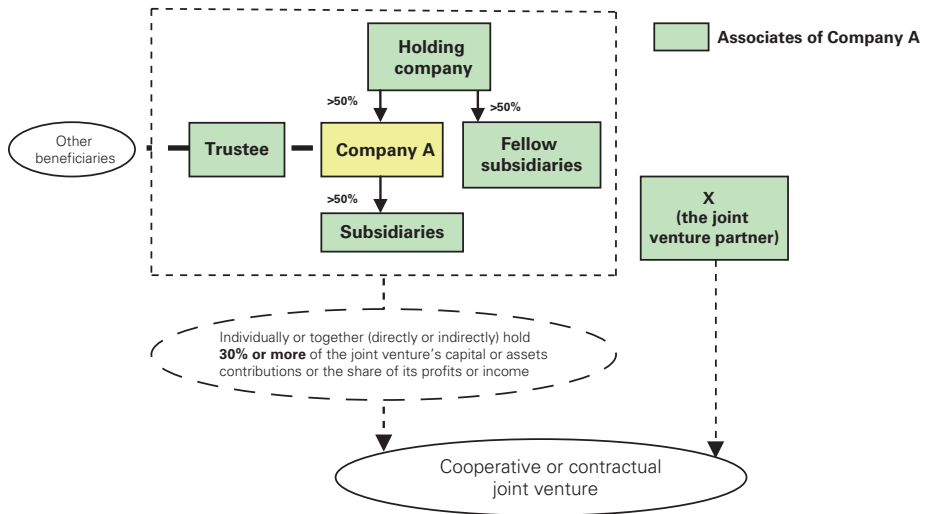 Associates of Company A
Holding
company
>50%
>50%
Other
beneficiaries
Trustee
Company A
Fellow
subsidiaries
>50%
Subsidiaries
X
(the joint
venture partner)
Individually or together (directly or indirectly) hold
30% or more of the joint venture's capital or assets
contributions or the share of its profits or income
Cooperative or contractual
joint venture